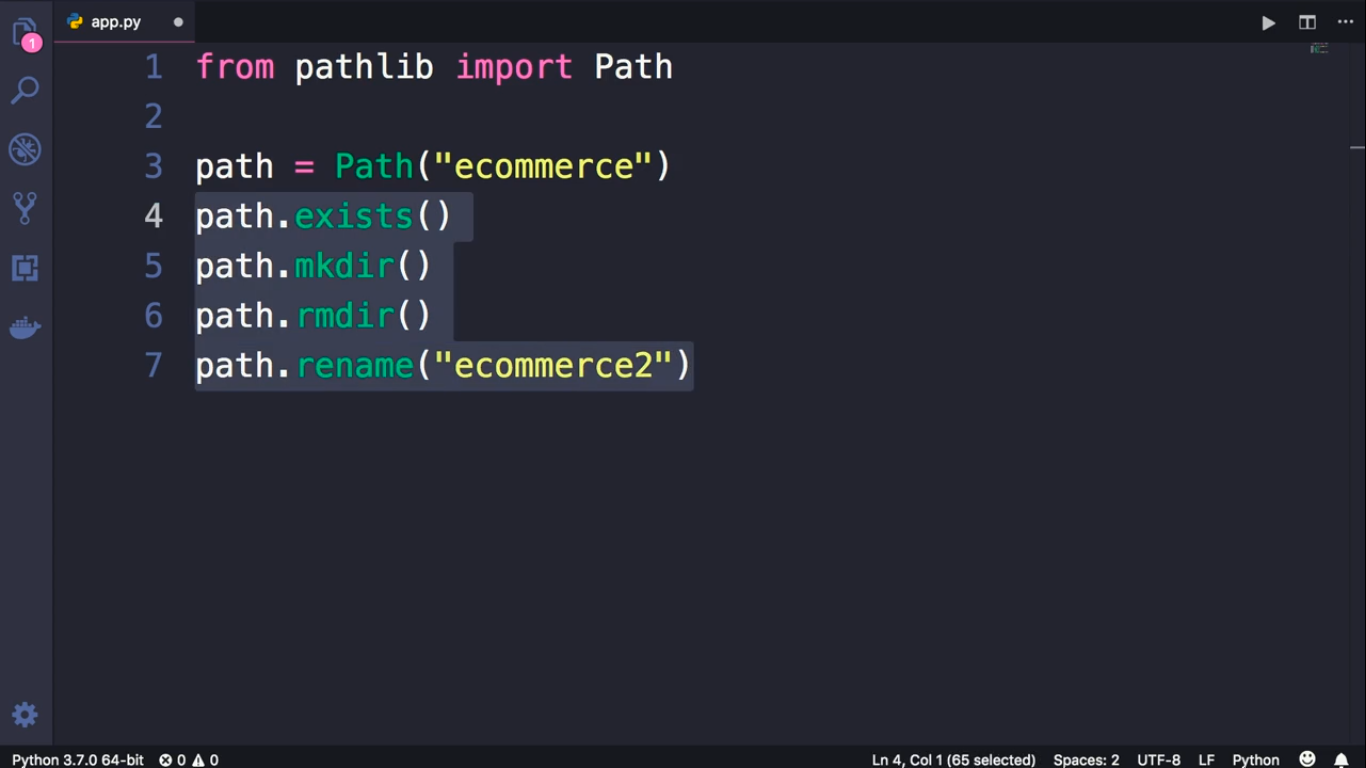 app.py
1
1 from pathlib import Path
2
3 path = Path("ecommerce")
4 path.exists()
5 path.mkdir()
6 path.rmdir()
7 path.rename("ecommerce2")
Python 3.7.0 64-bit 0 0 Ln 4, Col 1 (65 selected) Spaces: 2 UTF-8 LF Python